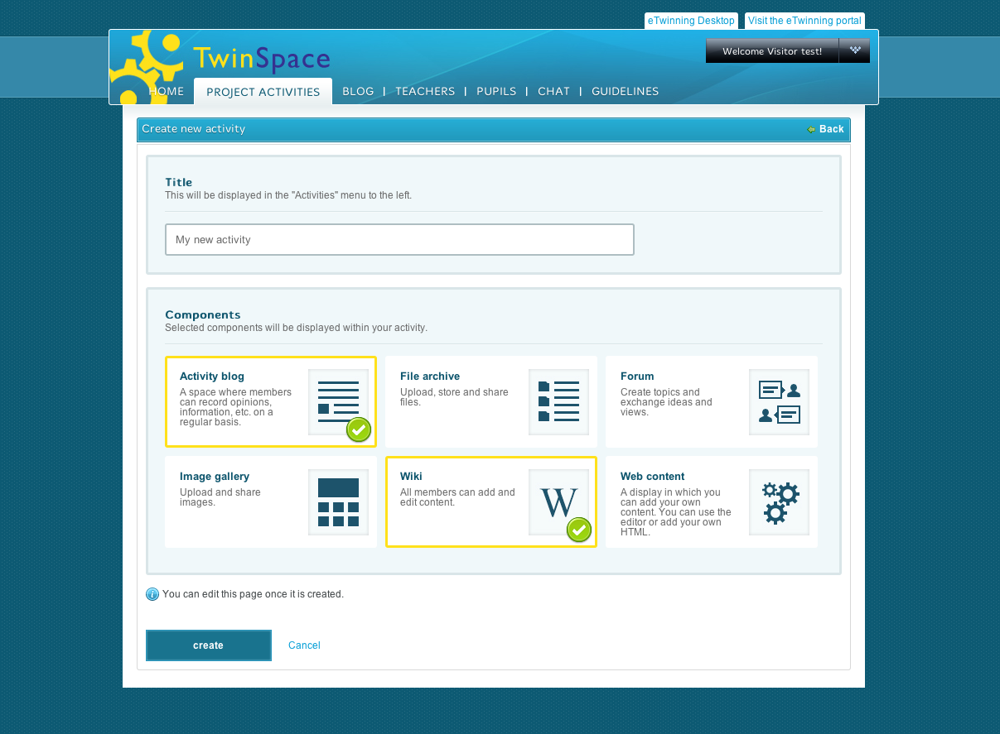 eTwinning Desktop Visit the eTwinning portal
TwinSpace
Welcome Visitor test!
HOME PROJECT ACTIVITIES BLOG | TEACHERS | PUPILS | CHAT | GUIDELINES
Create new activity
Back
Title
This will be displayed in the "Activities" menu to the left.
My new activity
Components
Selected components will be displayed within your activity.
Activity blog
A space where members
can record opinions,
information, etc. on a
regular basis.
File archive
Upload, store and share
files.
Forum
Create topics and
exchange ideas and
views.
Image gallery
Upload and share
images.
Wiki
All members can add and
edit content.
W
Web content
A display in which you
can add your own
content. You can use the
editor or add your own
HTML.
You can edit this page once it is created.
create Cancel